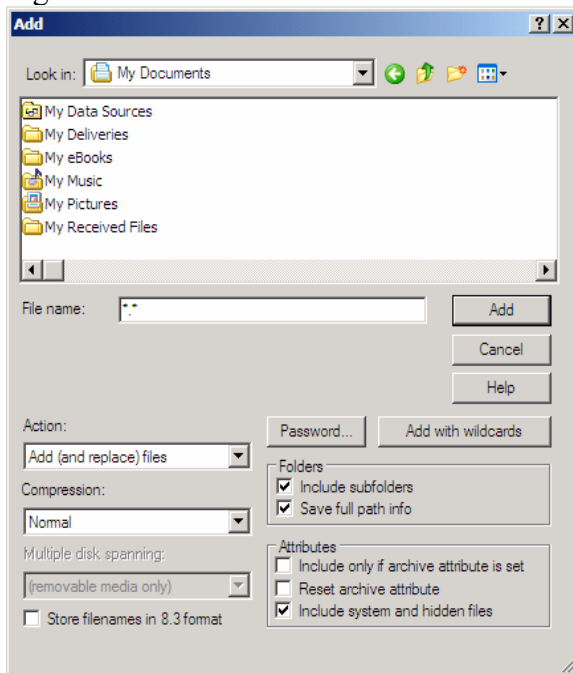 Add
Look in: My Documents
My Data Sources
My Deliveries
My eBooks
My Music
My Pictures
My Received Files
File name: *.*
Add
Cancel
Help
Action:
Password... Add with wildcards
Add (and replace) files
Folders
Include subfolders
Compression:
Save full path info
Normal
Attributes
Multiple disk spanning:
Include only if archive attribute is set
(removable media only)
Reset archive attribute
Include system and hidden files
Store filenames in 8.3 format